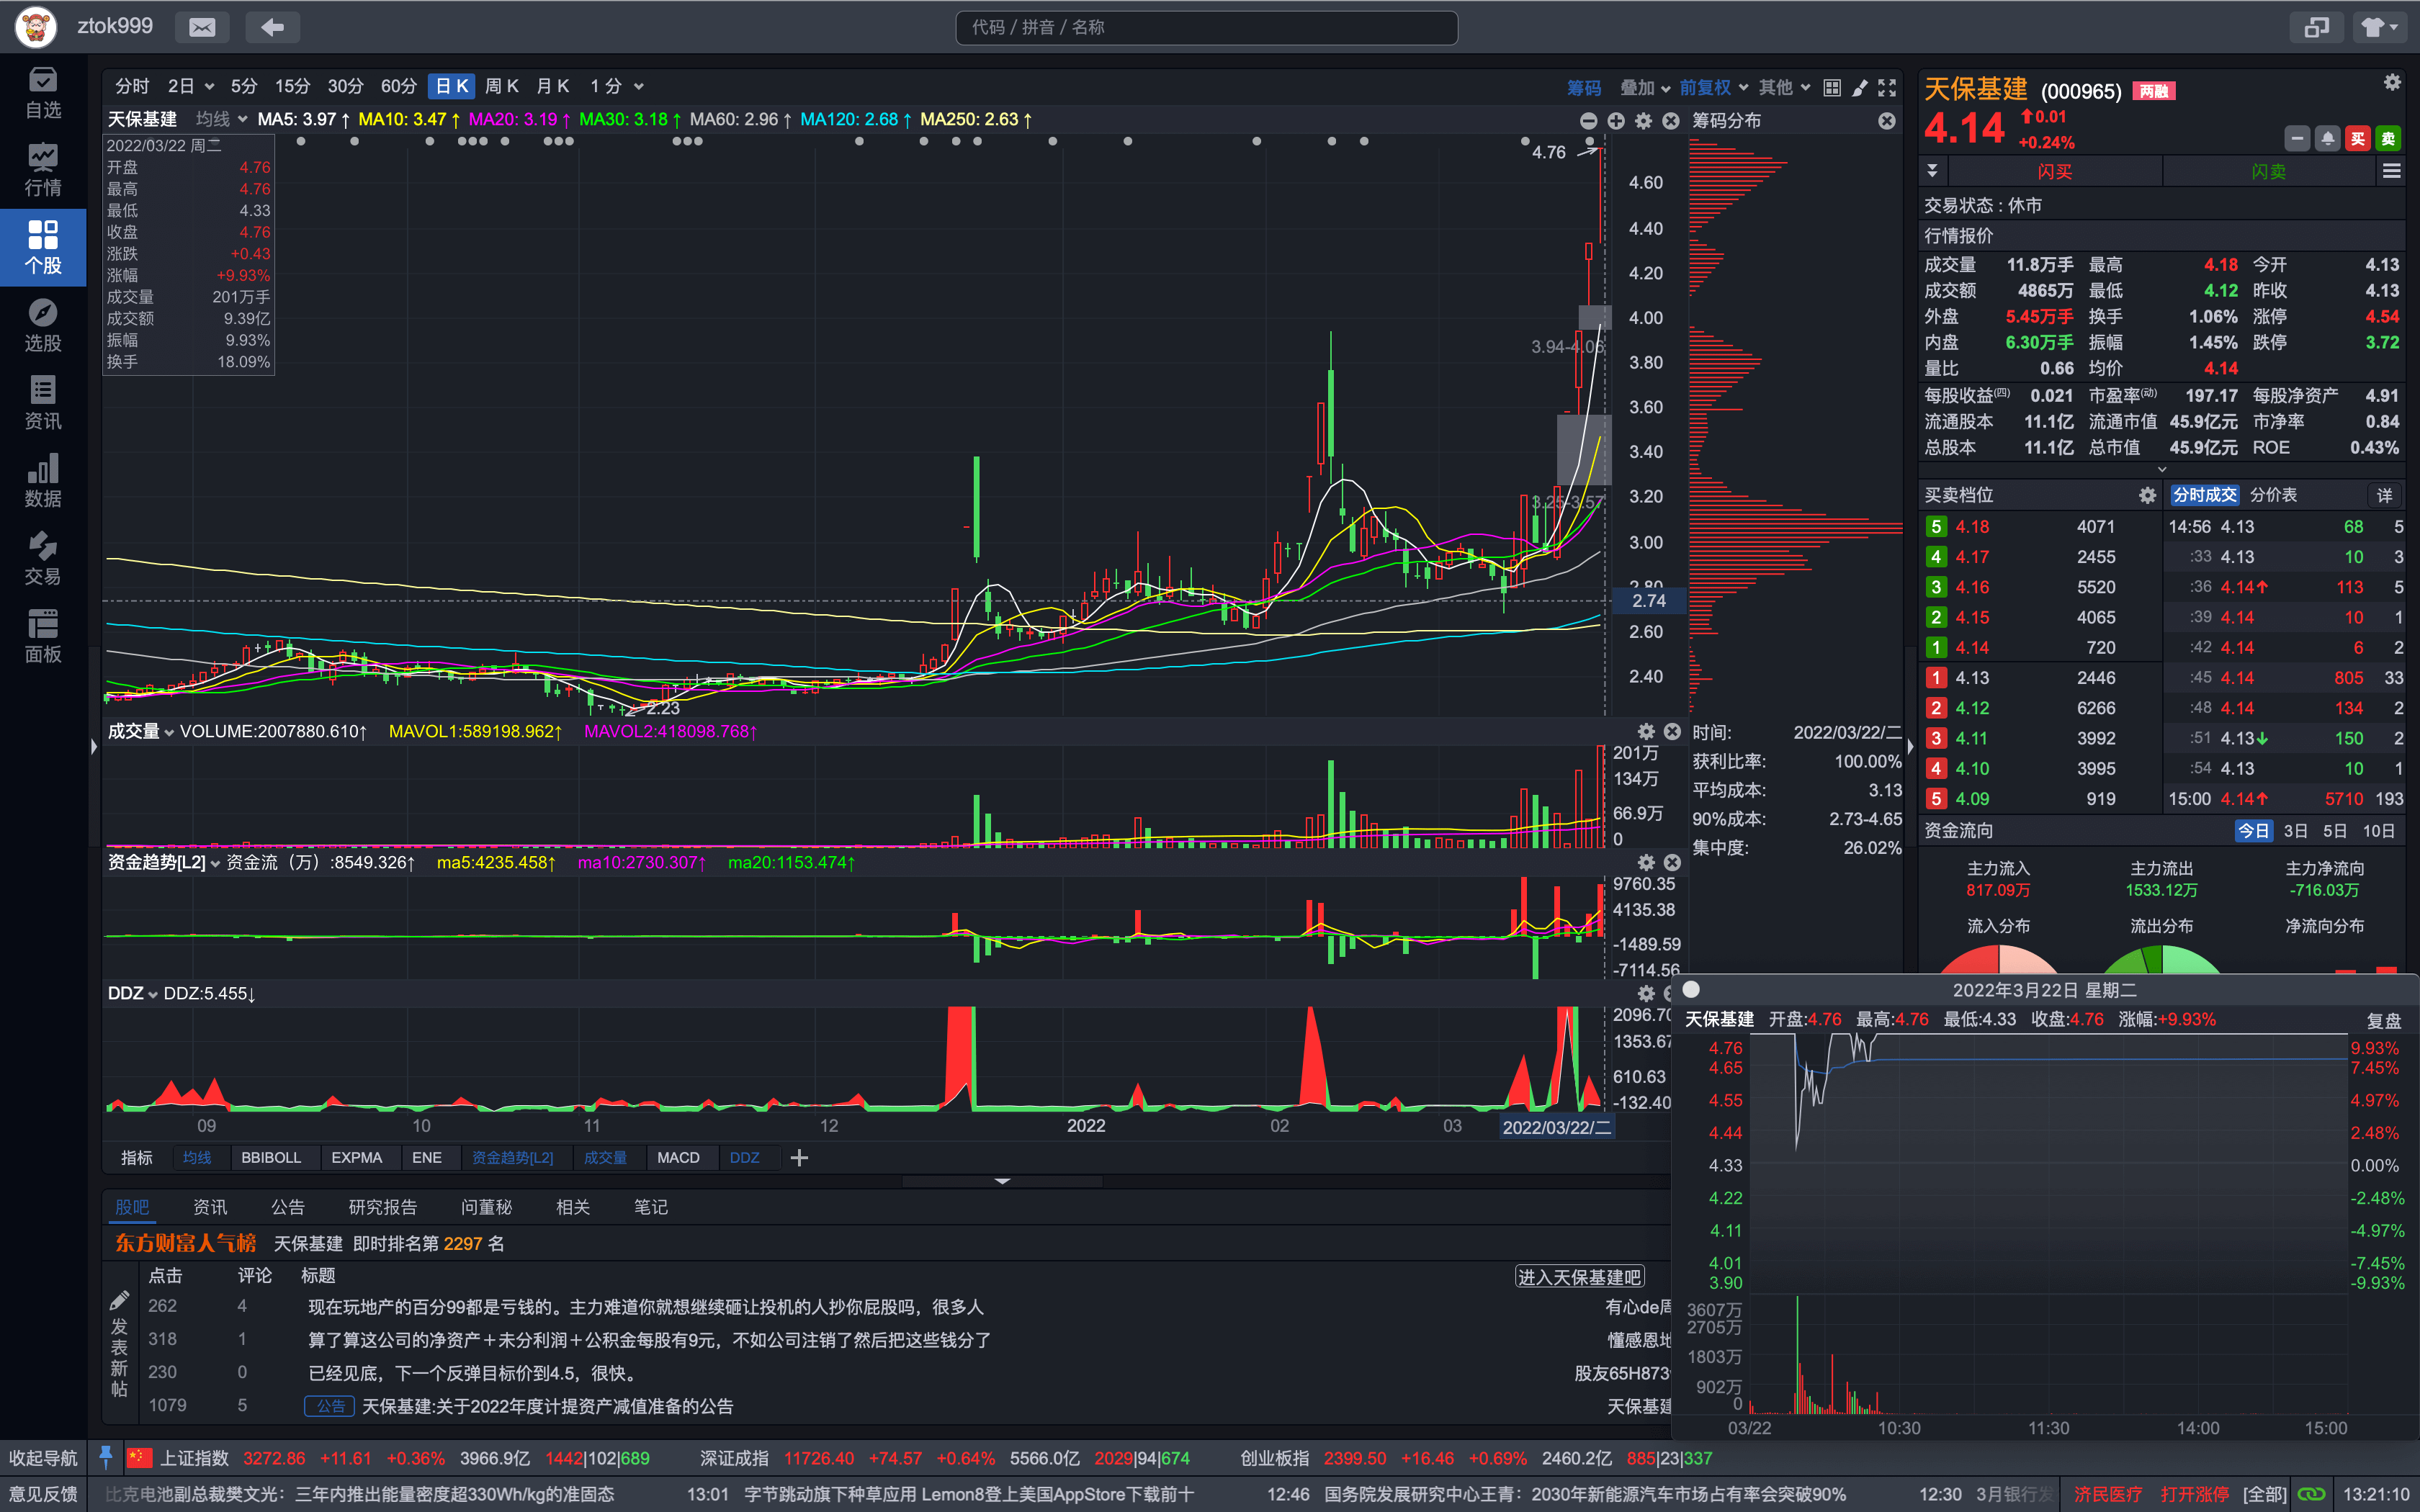 ztok999
代码 / 拼音 / 名称
自选
行情
个股
选股
资讯
数据
交易
面板
分时 2日 5分 15分 30分 60分 日K 周K 月K 1分
筹码 叠加 前复权 其他
天保基建 均线 MA5: 3.97↑ MA10: 3.47↑ MA20: 3.19↑ MA30: 3.18↑ MA60: 2.96↑ MA120: 2.68↑ MA250: 2.63↑
2022/03/22 周二
开盘 4.76
最高 4.76
最低 4.33
收盘 4.76
涨跌 +0.43
涨幅 +9.93%
成交量 201万手
成交额 9.39亿
振幅 9.93%
换手 18.09%
4.76
3.94-4.06
3.25-3.57
2.23
4.60
4.40
4.20
4.00
3.80
3.60
3.40
3.20
3.00
2.80
2.74
2.60
2.40
筹码分布
时间: 2022/03/22/二
获利比率: 100.00%
平均成本: 3.13
90%成本: 2.73-4.65
集中度: 26.02%
成交量 VOLUME:2007880.610↑ MAVOL1:589198.962↑ MAVOL2:418098.768↑
201万
134万
66.9万
0
资金趋势[L2] 资金流（万）:8549.326↑ ma5:4235.458↑ ma10:2730.307↑ ma20:1153.474↑
9760.35
4135.38
-1489.59
-7114.56
DDZ DDZ:5.455↓
2096.70
1353.67
610.63
-132.40
09 10 11 12 2022 02 03 2022/03/22/二
指标 均线 BBIBOLL EXPMA ENE 资金趋势[L2] 成交量 MACD DDZ
股吧 资讯 公告 研究报告 问董秘 相关 笔记
东方财富人气榜 天保基建 即时排名第 2297 名
发表新帖
点击 评论 标题
进入天保基建吧
262 4 现在玩地产的百分99都是亏钱的。主力难道你就想继续砸让投机的人抄你屁股吗，很多人 有心de周
318 1 算了算这公司的净资产＋未分利润＋公积金每股有9元，不如公司注销了然后把这些钱分了 懂感恩地
230 0 已经见底，下一个反弹目标价到4.5，很快。 股友65H873
1079 5 公告 天保基建:关于2022年度计提资产减值准备的公告 天保基建
天保基建 (000965) 两融
4.14 0.01
+0.24%
买 卖
闪买 闪卖
交易状态 : 休市
行情报价
成交量 11.8万手 最高 4.18 今开 4.13
成交额 4865万 最低 4.12 昨收 4.13
外盘 5.45万手 换手 1.06% 涨停 4.54
内盘 6.30万手 振幅 1.45% 跌停 3.72
量比 0.66 均价 4.14
每股收益(四) 0.021 市盈率(动) 197.17 每股净资产 4.91
流通股本 11.1亿 流通市值 45.9亿元 市净率 0.84
总股本 11.1亿 总市值 45.9亿元 ROE 0.43%
买卖档位 分时成交 分价表 详
5 4.18 4071 14:56 4.13 68 5
4 4.17 2455 :33 4.13 10 3
3 4.16 5520 :36 4.14↑ 113 5
2 4.15 4065 :39 4.14 10 1
1 4.14 720 :42 4.14 6 2
1 4.13 2446 :45 4.14 805 33
2 4.12 6266 :48 4.14 134 2
3 4.11 3992 :51 4.13↓ 150 2
4 4.10 3995 :54 4.13 10 1
5 4.09 919 15:00 4.14↑ 5710 193
资金流向 今日 3日 5日 10日
主力流入 主力流出 主力净流向
817.09万 1533.12万 -716.03万
流入分布 流出分布 净流向分布
2022年3月22日 星期二
天保基建 开盘:4.76 最高:4.76 最低:4.33 收盘:4.76 涨幅:+9.93% 复盘
4.76 9.93%
4.65 7.45%
4.55 4.97%
4.44 2.48%
4.33 0.00%
4.22 -2.48%
4.11 -4.97%
4.01 -7.45%
3.90 -9.93%
3607万
2705万
1803万
902万
0
03/22 10:30 11:30 14:00 15:00
收起导航 上证指数 3272.86 +11.61 +0.36% 3966.9亿 1442|102|689 深证成指 11726.40 +74.57 +0.64% 5566.0亿 2029|94|674 创业板指 2399.50 +16.46 +0.69% 2460.2亿 885|23|337
意见反馈 比克电池副总裁樊文光：三年内推出能量密度超330Wh/kg的准固态 13:01 字节跳动旗下种草应用 Lemon8登上美国AppStore下载前十 12:46 国务院发展研究中心王青：2030年新能源汽车市场占有率会突破90% 12:30 3月银行发 济民医疗 打开涨停 [全部] 13:21:10